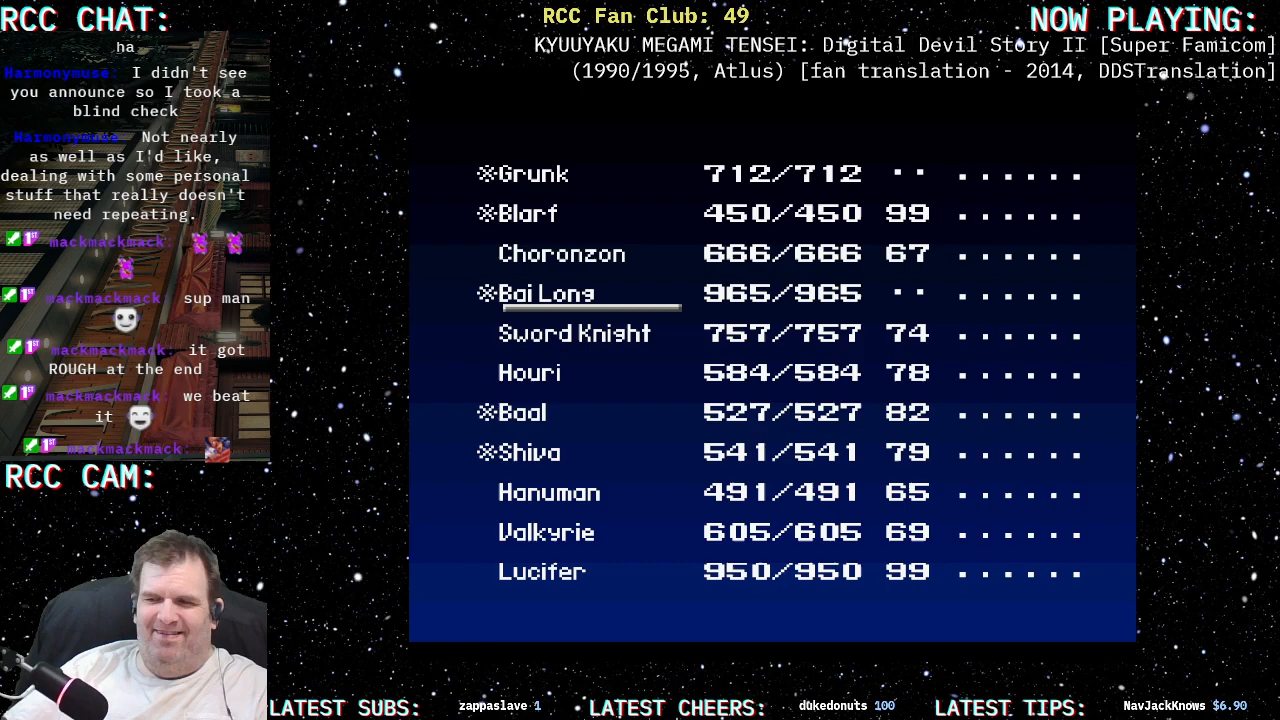 RCC CHAT:
ha
Harmonymuse: I didn't see
you announce so I took a
blind check
Harmonymuse: Not nearly
as well as I'd like,
dealing with some personal
stuff that really doesn't
need repeating.
mackmackmack:
mackmackmack: sup man
mackmackmack: it got
ROUGH at the end
mackmackmack: we beat
it
mackmackmack:
RCC CAM:
RCC Fan Club: 49
NOW PLAYING:
KYUUYAKU MEGAMI TENSEI: Digital Devil Story II [Super Famicom]
(1990/1995, Atlus) [fan translation - 2014, DDSTranslation]
※Grunk 712/712 ·· ......
※Blarf 450/450 99 ......
Choronzon 666/666 67 ......
※Bai Long 965/965 ·· ......
Sword Knight 757/757 74 ......
Houri 584/584 78 ......
※Baal 527/527 82 ......
※Shiva 541/541 79 ......
Hanuman 491/491 65 ......
Valkyrie 605/605 69 ......
Lucifer 950/950 99 ......
LATEST SUBS: zappaslave 1 LATEST CHEERS: dukedonuts 100 LATEST TIPS: NavJackKnows $6.90